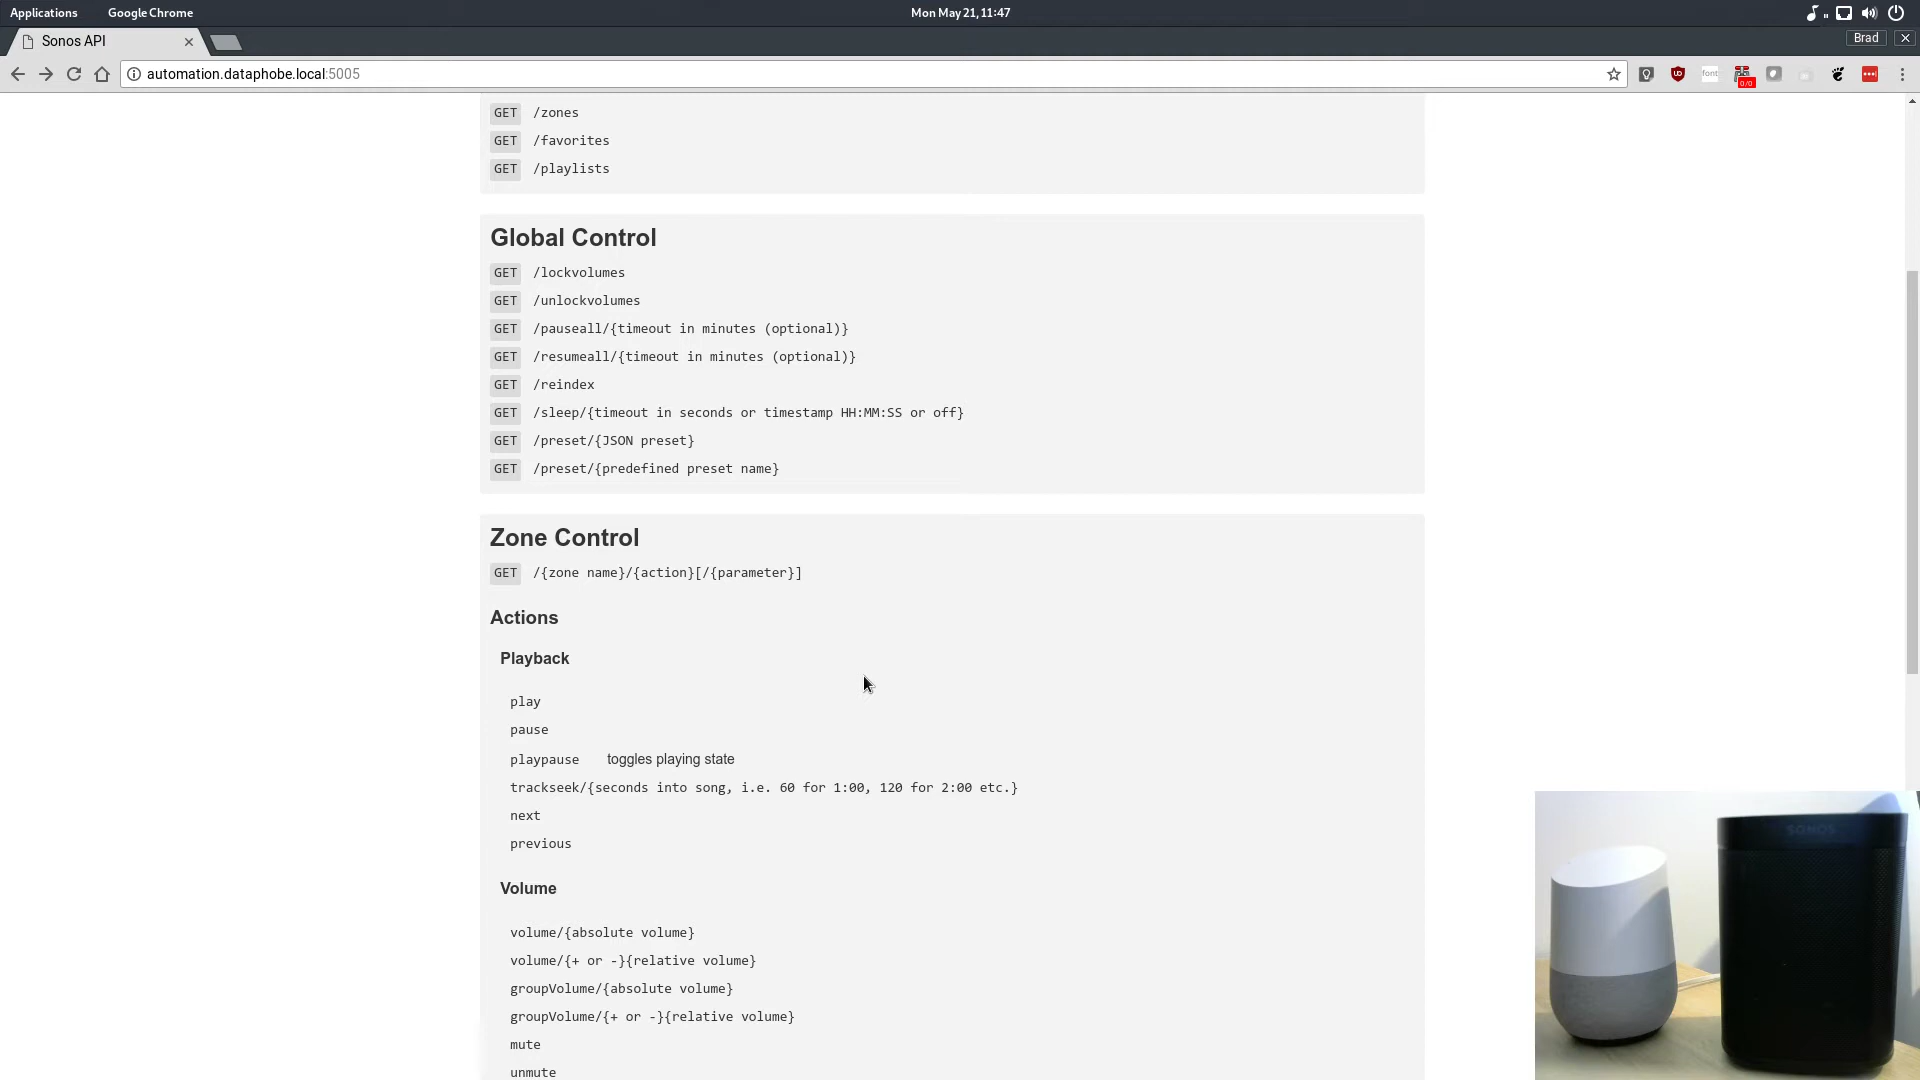 Applications Google Chrome Mon May 21, 11:47
Sonos API
Brad
automation.dataphobe.local:5005
font
0/0
GET /zones
GET /favorites
GET /playlists
Global Control
GET /lockvolumes
GET /unlockvolumes
GET /pauseall/{timeout in minutes (optional)}
GET /resumeall/{timeout in minutes (optional)}
GET /reindex
GET /sleep/{timeout in seconds or timestamp HH:MM:SS or off}
GET /preset/{JSON preset}
GET /preset/{predefined preset name}
Zone Control
GET /{zone name}/{action}[/{parameter}]
Actions
Playback
play
pause
playpause toggles playing state
trackseek/{seconds into song, i.e. 60 for 1:00, 120 for 2:00 etc.}
next
previous
Volume
volume/{absolute volume}
volume/{+ or -}{relative volume}
groupVolume/{absolute volume}
groupVolume/{+ or -}{relative volume}
mute
unmute
SONOS